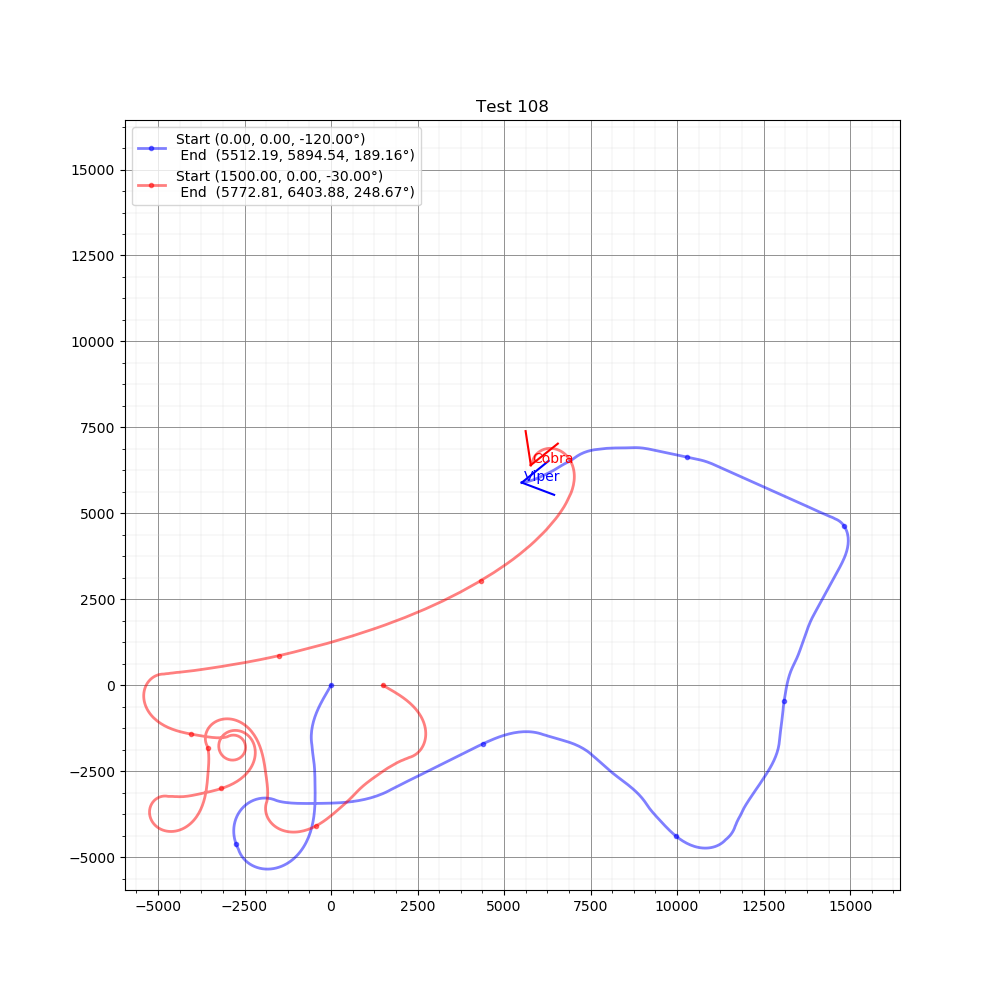 Test 108
Start (0.00, 0.00, -120.00°)
End (5512.19, 5894.54, 189.16°)
Start (1500.00, 0.00, -30.00°)
End (5772.81, 6403.88, 248.67°)
15000
12500
10000
7500
5000
2500
0
−2500
−5000
Cobra
Viper
−5000 −2500 0 2500 5000 7500 10000 12500 15000